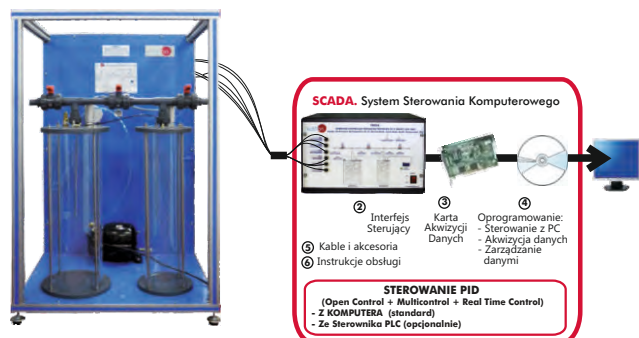 SCADA. System Sterowania Komputerowego
②
Interfejs
Sterujący
③
Karta
Akwizycji
Danych
④
Oprogramowanie:
- Sterowanie z PC
- Akwizycja danych
- Zarządzanie
danymi
⑤ Kable i akcesoria
⑥ Instrukcje obsługi
STEROWANIE PID
(Open Control + Multicontrol + Real Time Control)
- Z KOMPUTERA (standard)
- Ze Sterownika PLC (opcjonalnie)